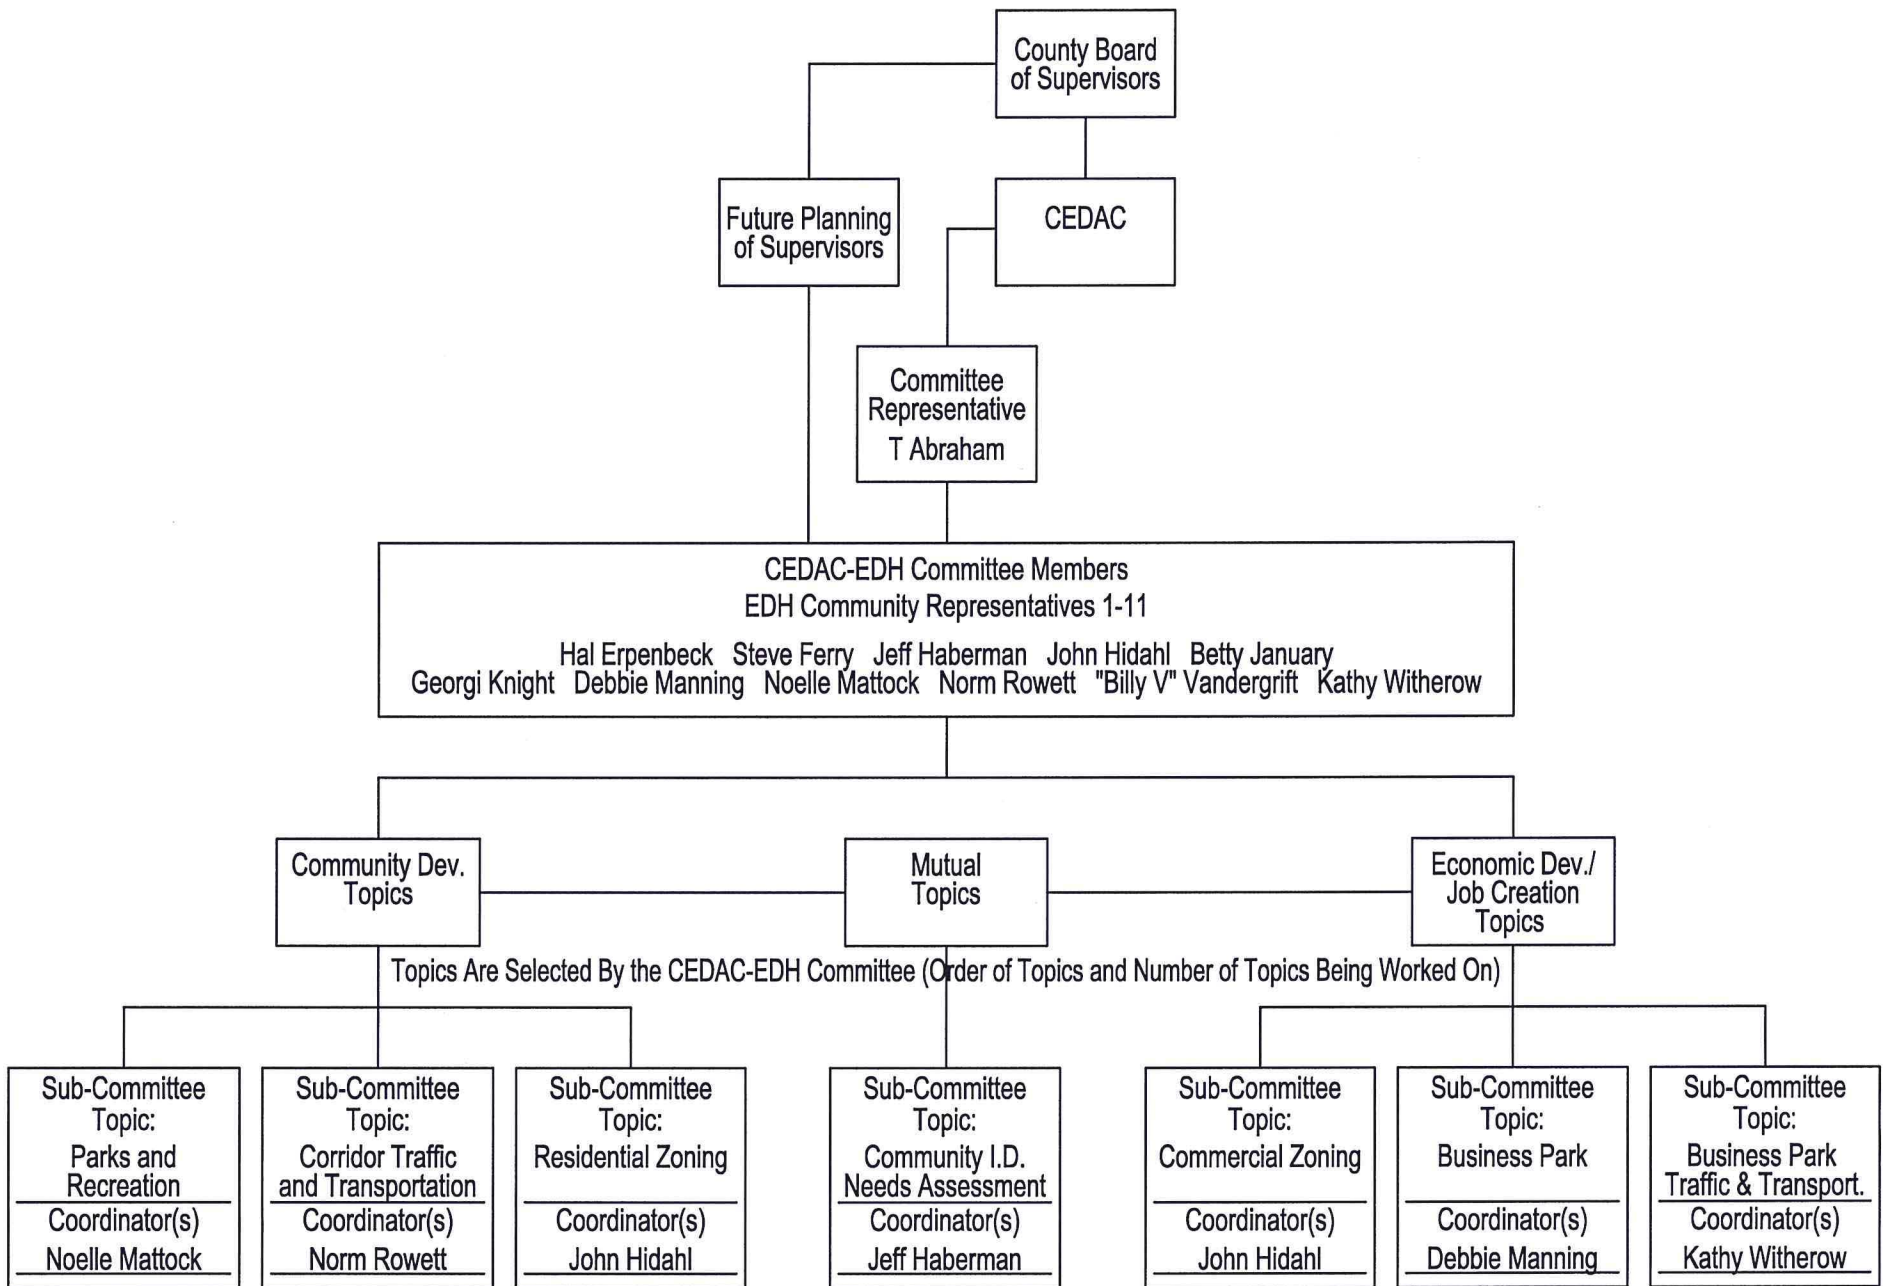 County Board
of Supervisors
Future Planning
of Supervisors
CEDAC
Committee
Representative
T Abraham
CEDAC-EDH Committee Members
EDH Community Representatives 1-11
Hal Erpenbeck Steve Ferry Jeff Haberman John Hidahl Betty January
Georgi Knight Debbie Manning Noelle Mattock Norm Rowett "Billy V" Vandergrift Kathy Witherow
Community Dev.
Topics
Mutual
Topics
Economic Dev./
Job Creation
Topics
Topics Are Selected By the CEDAC-EDH Committee (Order of Topics and Number of Topics Being Worked On)
Sub-Committee
Topic:
Parks and
Recreation
Coordinator(s)
Noelle Mattock
Sub-Committee
Topic:
Corridor Traffic
and Transportation
Coordinator(s)
Norm Rowett
Sub-Committee
Topic:
Residential Zoning
Coordinator(s)
John Hidahl
Sub-Committee
Topic:
Community I.D.
Needs Assessment
Coordinator(s)
Jeff Haberman
Sub-Committee
Topic:
Commercial Zoning
Coordinator(s)
John Hidahl
Sub-Committee
Topic:
Business Park
Coordinator(s)
Debbie Manning
Sub-Committee
Topic:
Business Park
Traffic & Transport.
Coordinator(s)
Kathy Witherow